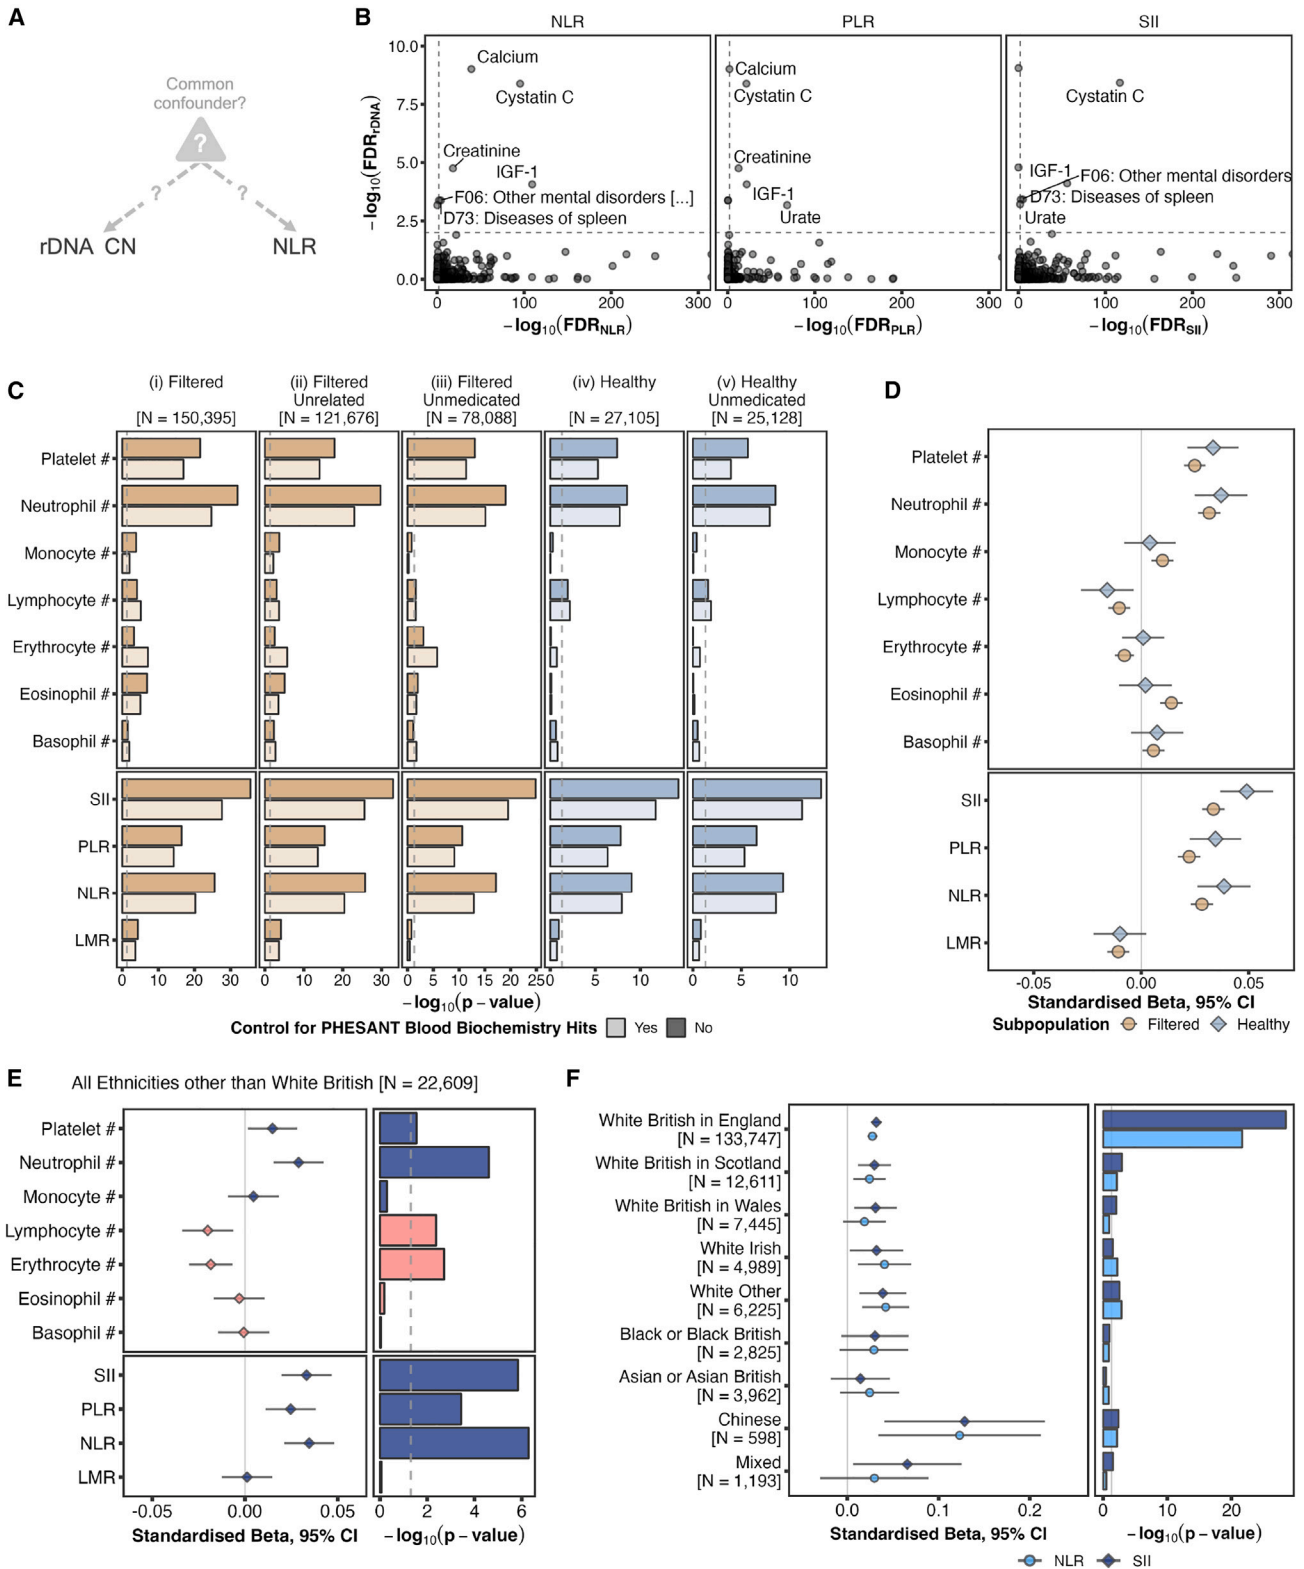 A
Common
confounder?
?
?
?
rDNA CN
NLR
B
NLR
PLR
SII
−log10(FDRrDNA)
10.0
7.5
5.0
2.5
0.0
Calcium
Cystatin C
Creatinine
IGF-1
F06: Other mental disorders [...]
D73: Diseases of spleen
Calcium
Cystatin C
Creatinine
IGF-1
Urate
Cystatin C
IGF-1
F06: Other mental disorders
D73: Diseases of spleen
Urate
0 100 200 300
0 100 200 300
0 100 200 300
−log10(FDRNLR)
−log10(FDRPLR)
−log10(FDRSII)
C
(i) Filtered
[N = 150,395]
(ii) Filtered
Unrelated
[N = 121,676]
(iii) Filtered
Unmedicated
[N = 78,088]
(iv) Healthy
[N = 27,105]
(v) Healthy
Unmedicated
[N = 25,128]
Platelet #
Neutrophil #
Monocyte #
Lymphocyte #
Erythrocyte #
Eosinophil #
Basophil #
SII
PLR
NLR
LMR
0 10 20 30
0 10 20 30
0 5 10 15 20 25
0 5 10
0 5 10
−log10(p − value)
Control for PHESANT Blood Biochemistry Hits Yes No
D
Platelet #
Neutrophil #
Monocyte #
Lymphocyte #
Erythrocyte #
Eosinophil #
Basophil #
SII
PLR
NLR
LMR
-0.05 0.00 0.05
Standardised Beta, 95% CI
Subpopulation Filtered Healthy
E
All Ethnicities other than White British [N = 22,609]
Platelet #
Neutrophil #
Monocyte #
Lymphocyte #
Erythrocyte #
Eosinophil #
Basophil #
SII
PLR
NLR
LMR
-0.05 0.00 0.05
Standardised Beta, 95% CI
0 2 4 6
−log10(p − value)
F
White British in England
[N = 133,747]
White British in Scotland
[N = 12,611]
White British in Wales
[N = 7,445]
White Irish
[N = 4,989]
White Other
[N = 6,225]
Black or Black British
[N = 2,825]
Asian or Asian British
[N = 3,962]
Chinese
[N = 598]
Mixed
[N = 1,193]
0.0 0.1 0.2
Standardised Beta, 95% CI
0 10 20
−log10(p − value)
NLR SII